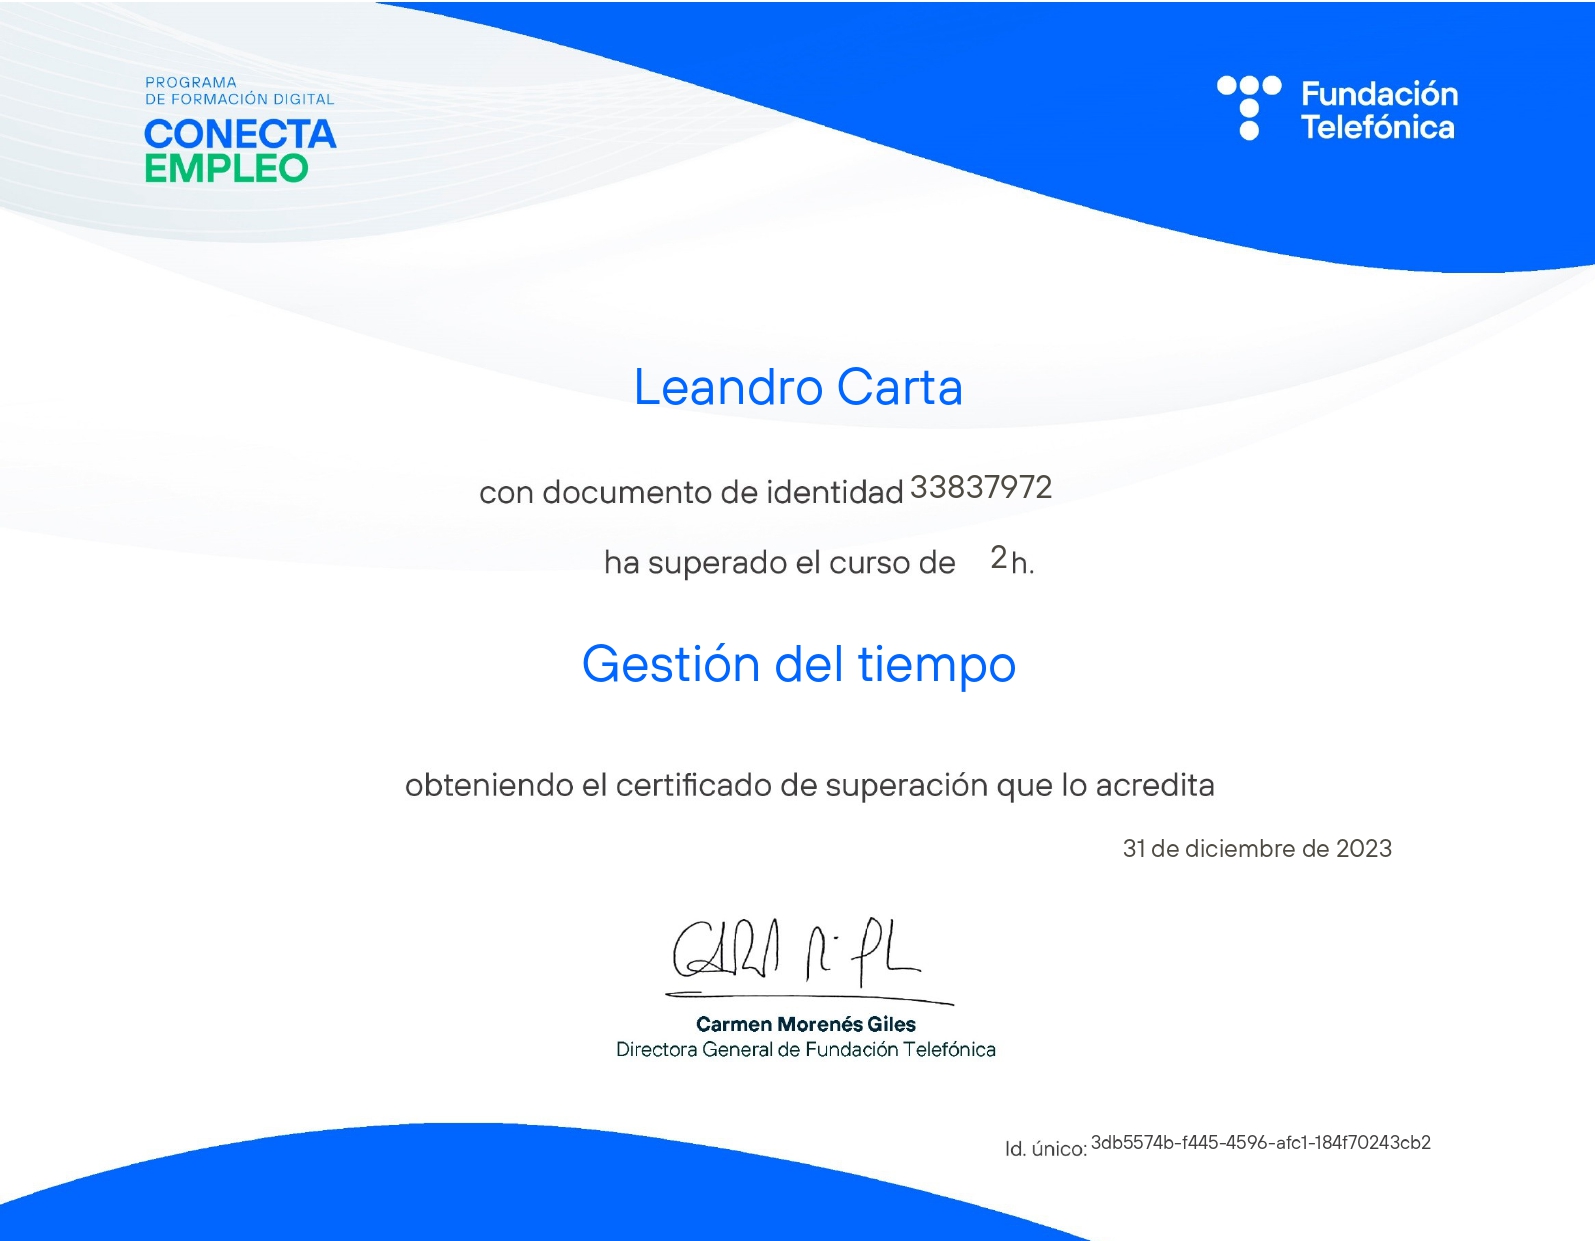 PROGRAMA
DE FORMACIÓN DIGITAL
CONECTA
EMPLEO
Fundación
Telefónica
Leandro Carta
con documento de identidad 33837972
ha superado el curso de 2 h.
Gestión del tiempo
obteniendo el certificado de superación que lo acredita
31 de diciembre de 2023
Carmen Morenés Giles
Directora General de Fundación Telefónica
Id. único: 3db5574b-f445-4596-afc1-184f70243cb2